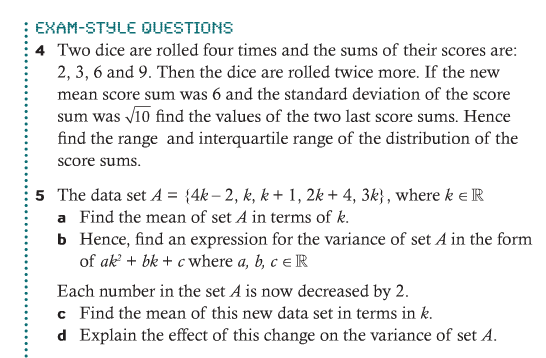 EXAM-STYLE QUESTIONS
4 Two dice are rolled four times and the sums of their scores are:
2, 3, 6 and 9. Then the dice are rolled twice more. If the new
mean score sum was 6 and the standard deviation of the score
sum was √10 find the values of the two last score sums. Hence
find the range and interquartile range of the distribution of the
score sums.
5 The data set A = {4k – 2, k, k + 1, 2k + 4, 3k}, where k ∈ ℝ
a Find the mean of set A in terms of k.
b Hence, find an expression for the variance of set A in the form
of ak² + bk + c where a, b, c ∈ ℝ
Each number in the set A is now decreased by 2.
c Find the mean of this new data set in terms in k.
d Explain the effect of this change on the variance of set A.